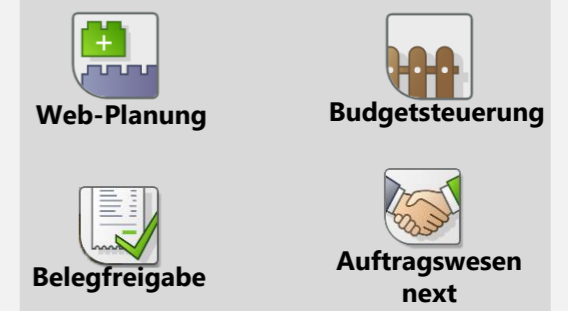 Web-Planung
Budgetsteuerung
Belegfreigabe
Auftragswesen
next